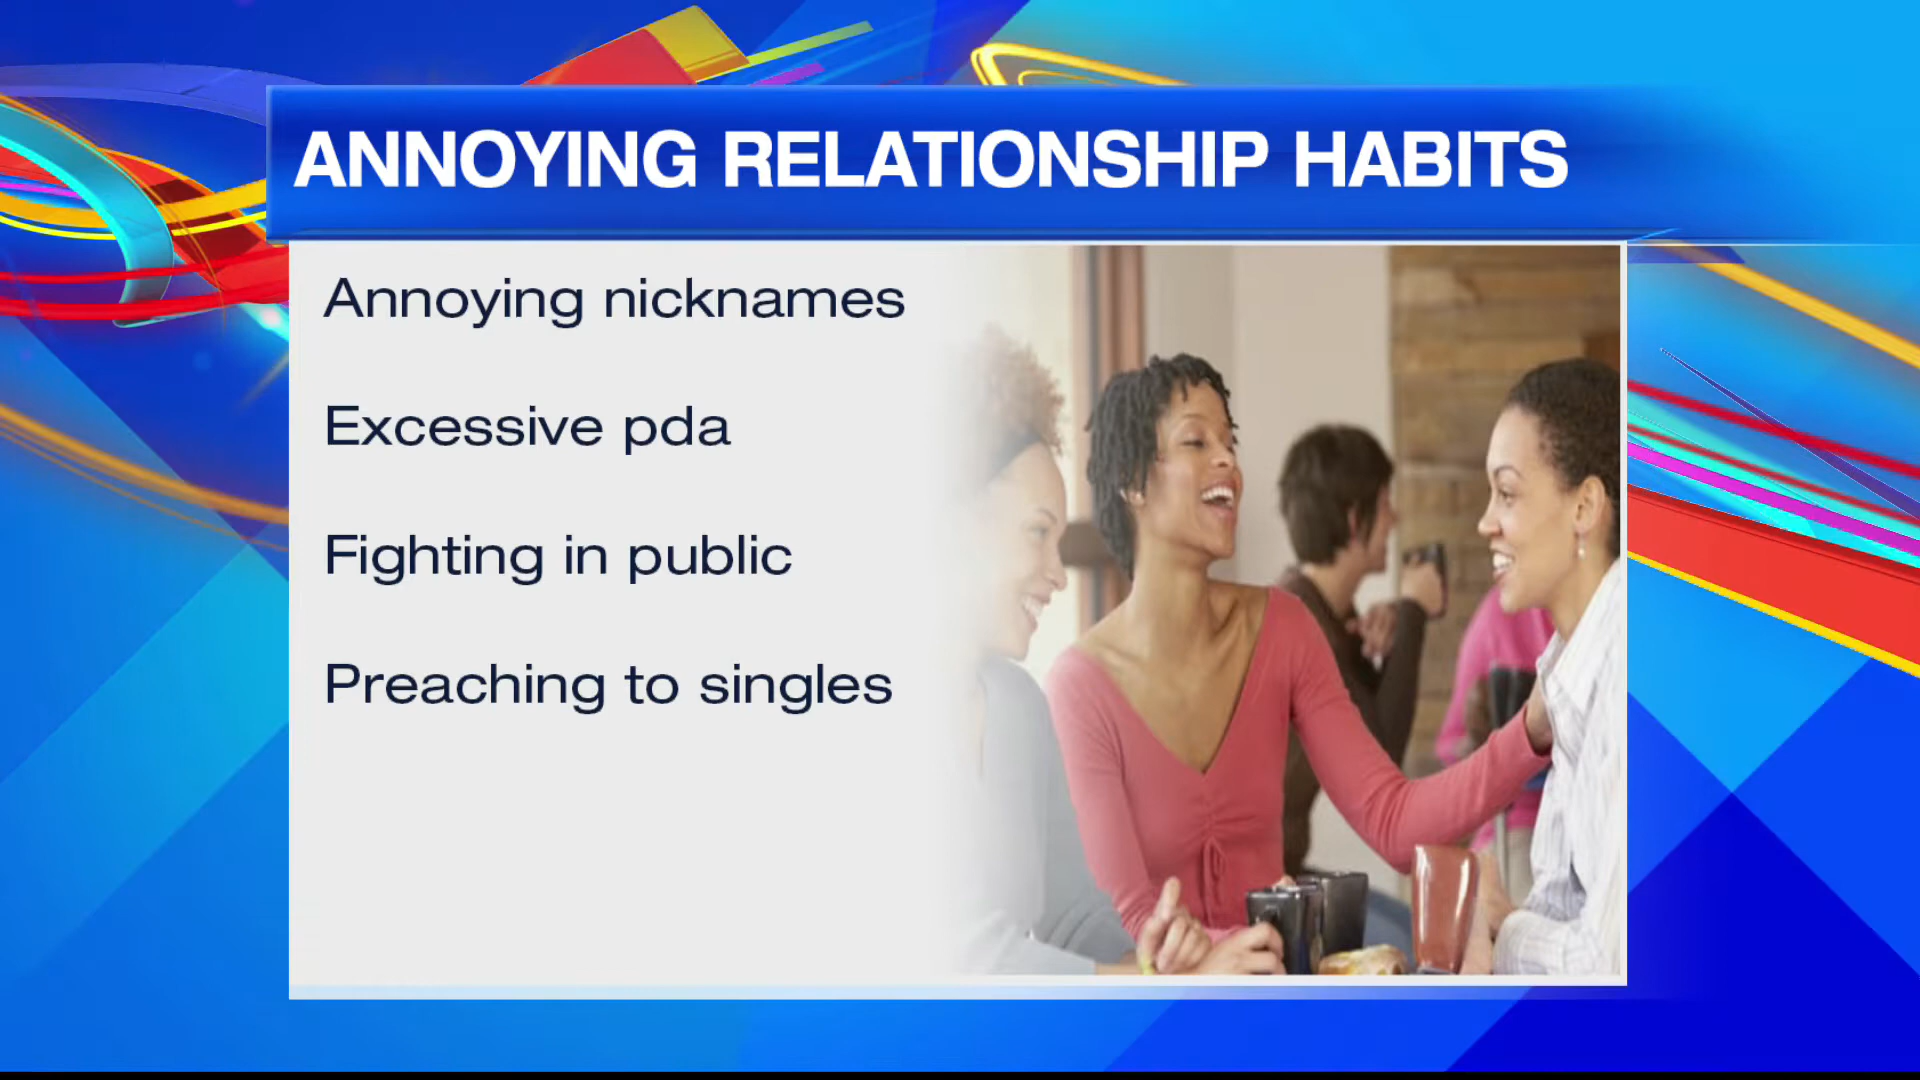 ANNOYING RELATIONSHIP HABITS
Annoying nicknames
Excessive pda
Fighting in public
Preaching to singles